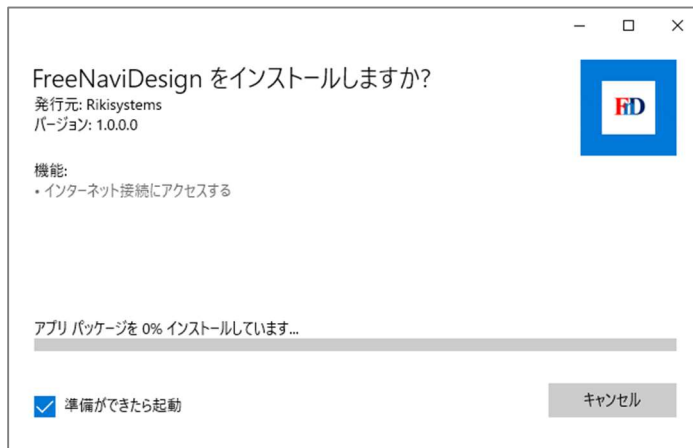 FreeNaviDesign をインストールしますか?
発行元: Rikisystems
バージョン: 1.0.0.0
機能:
• インターネット接続にアクセスする
アプリ パッケージを 0% インストールしています...
準備ができたら起動
キャンセル